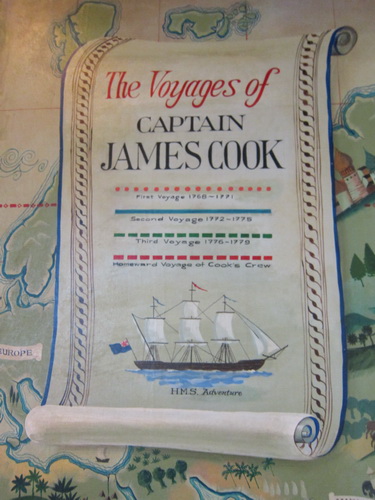 The Voyages of
CAPTAIN
JAMES COOK
First Voyage 1768-1771
Second Voyage 1772-1775
Third Voyage 1776-1779
Homeward Voyage of Cook's Crew
H.M.S. Adventure
EUROPE